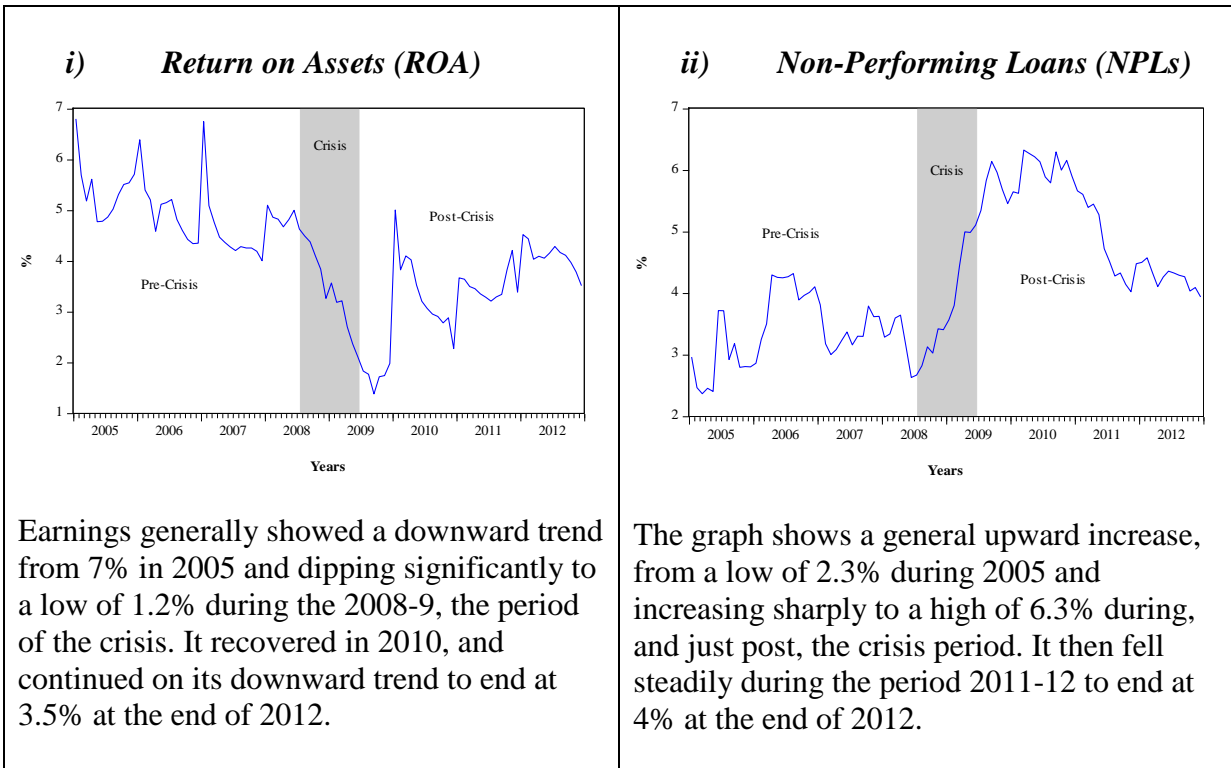 i) Return on Assets (ROA)
7
6
5
4
3
2
1
%
Crisis
Pre-Crisis
Post-Crisis
2005 2006 2007 2008 2009 2010 2011 2012
Years
Earnings generally showed a downward trend
from 7% in 2005 and dipping significantly to
a low of 1.2% during the 2008-9, the period
of the crisis. It recovered in 2010, and
continued on its downward trend to end at
3.5% at the end of 2012.
ii) Non-Performing Loans (NPLs)
7
6
5
4
3
2
%
Crisis
Pre-Crisis
Post-Crisis
2005 2006 2007 2008 2009 2010 2011 2012
Years
The graph shows a general upward increase,
from a low of 2.3% during 2005 and
increasing sharply to a high of 6.3% during,
and just post, the crisis period. It then fell
steadily during the period 2011-12 to end at
4% at the end of 2012.